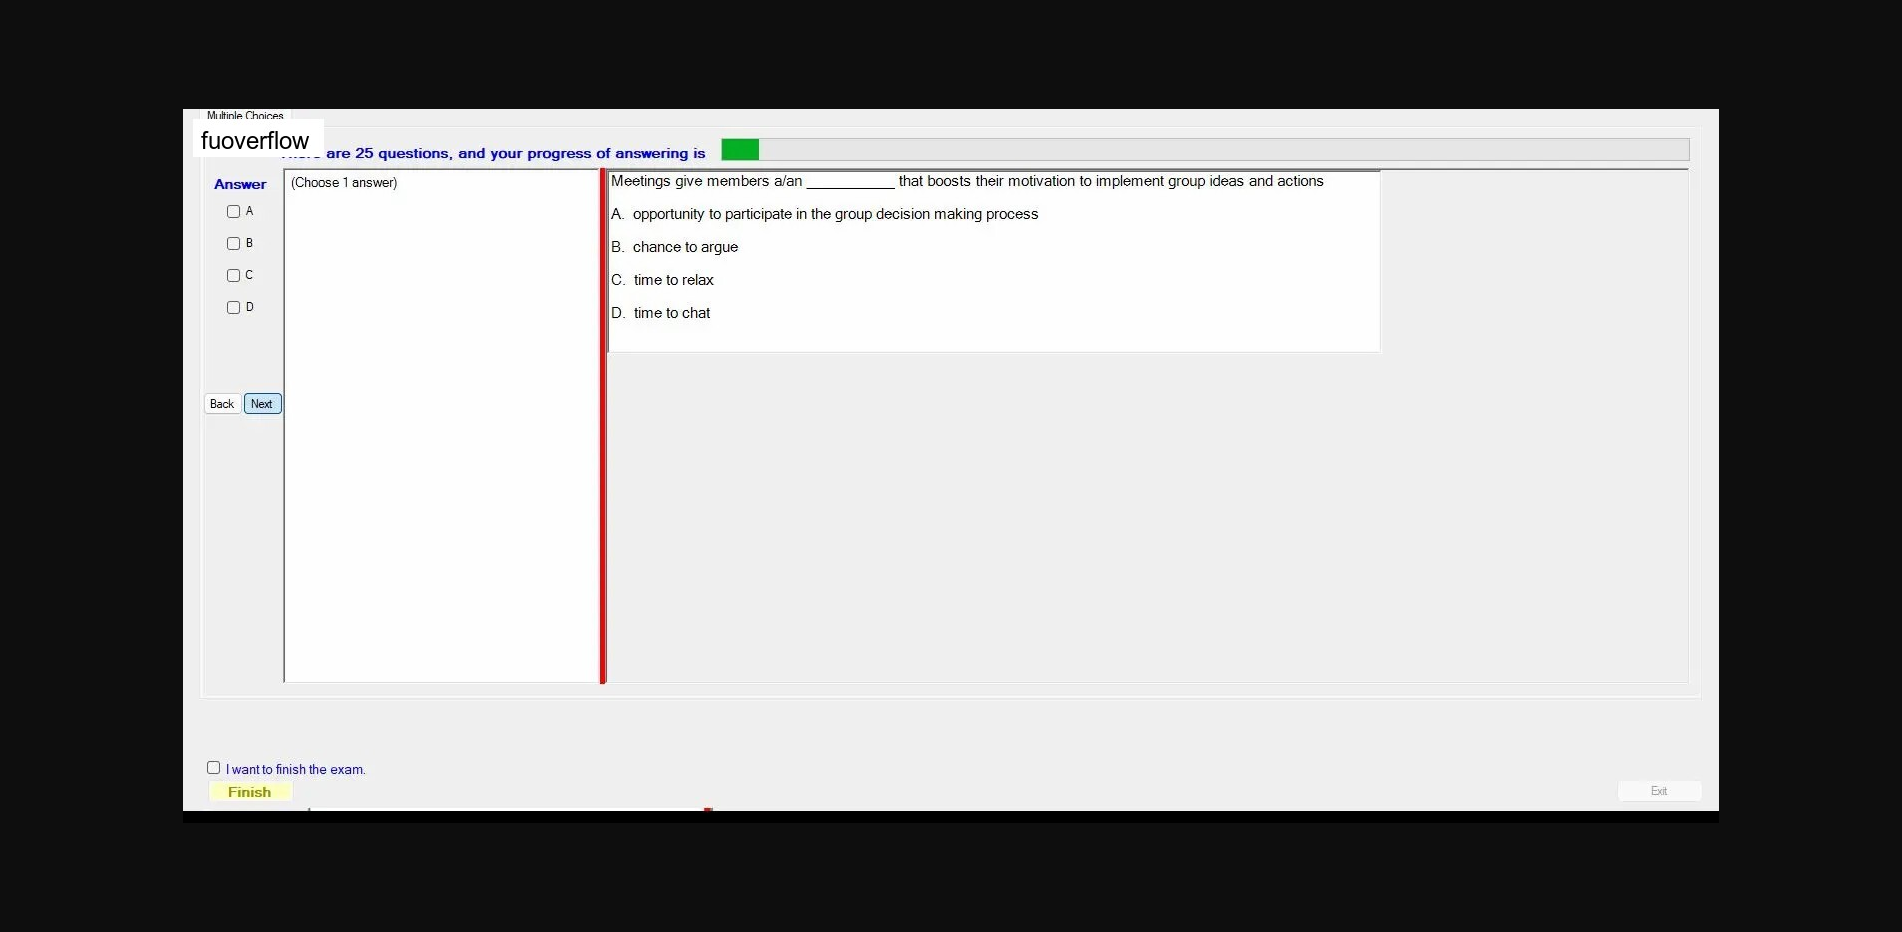 Multiple Choices
fuoverflow
are 25 questions, and your progress of answering is
Answer
(Choose 1 answer)
A
B
C
D
Back
Next
Meetings give members a/an ___________ that boosts their motivation to implement group ideas and actions
A. opportunity to participate in the group decision making process
B. chance to argue
C. time to relax
D. time to chat
I want to finish the exam.
Finish
Exit